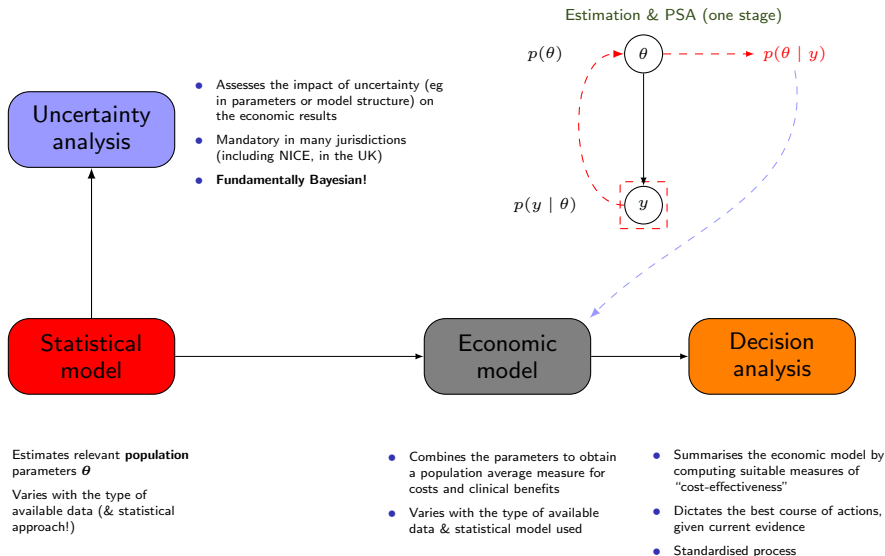 Estimation & PSA (one stage)
p(θ)
θ
p(θ | y)
Uncertainty
analysis
• Assesses the impact of uncertainty (eg
in parameters or model structure) on
the economic results
• Mandatory in many jurisdictions
(including NICE, in the UK)
• Fundamentally Bayesian!
p(y | θ)
y
Statistical
model
Economic
model
Decision
analysis
Estimates relevant population
parameters θ
Varies with the type of
available data (& statistical
approach!)
• Combines the parameters to obtain
a population average measure for
costs and clinical benefits
• Varies with the type of available
data & statistical model used
• Summarises the economic model by
computing suitable measures of
“cost-effectiveness”
• Dictates the best course of actions,
given current evidence
• Standardised process